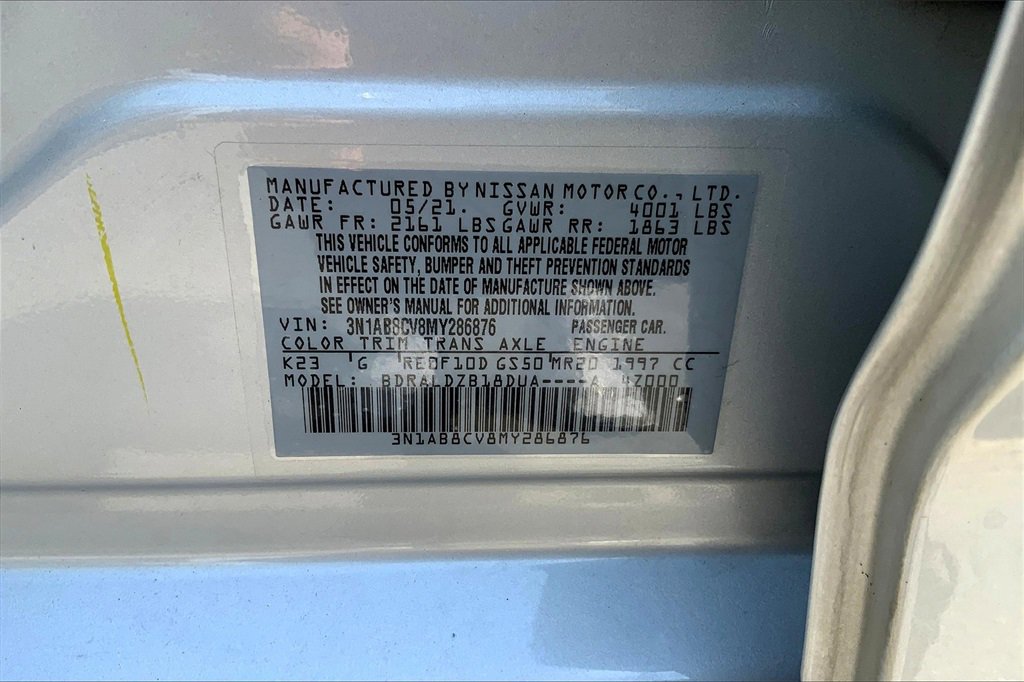 MANUFACTURED BY NISSAN MOTOR CO., LTD.
DATE: 05/21. GVWR: 4001 LBS
GAWR FR: 2161 LBS GAWR RR: 1863 LBS
THIS VEHICLE CONFORMS TO ALL APPLICABLE FEDERAL MOTOR
VEHICLE SAFETY, BUMPER AND THEFT PREVENTION STANDARDS
IN EFFECT ON THE DATE OF MANUFACTURE SHOWN ABOVE.
SEE OWNER'S MANUAL FOR ADDITIONAL INFORMATION.
VIN: 3N1AB8CV8MY286876 PASSENGER CAR.
COLOR TRIM TRANS AXLE ENGINE
K23 G RE0F10D GS50 MR20 1997 CC
MODEL: BDRALDZB18DUA-----A
3N1AB8CV8MY286876